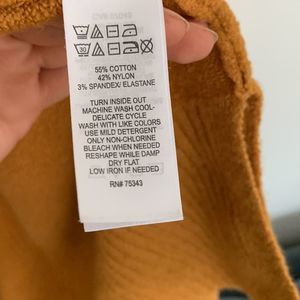 55% COTTON
42% NYLON
3% SPANDEX/ ELASTANE
TURN INSIDE OUT
MACHINE WASH COOL-
DELICATE CYCLE
WASH WITH LIKE COLORS
USE MILD DETERGENT
ONLY NON-CHLORINE
BLEACH WHEN NEEDED
RESHAPE WHILE DAMP
DRY FLAT
LOW IRON IF NEEDED
RN# 75343